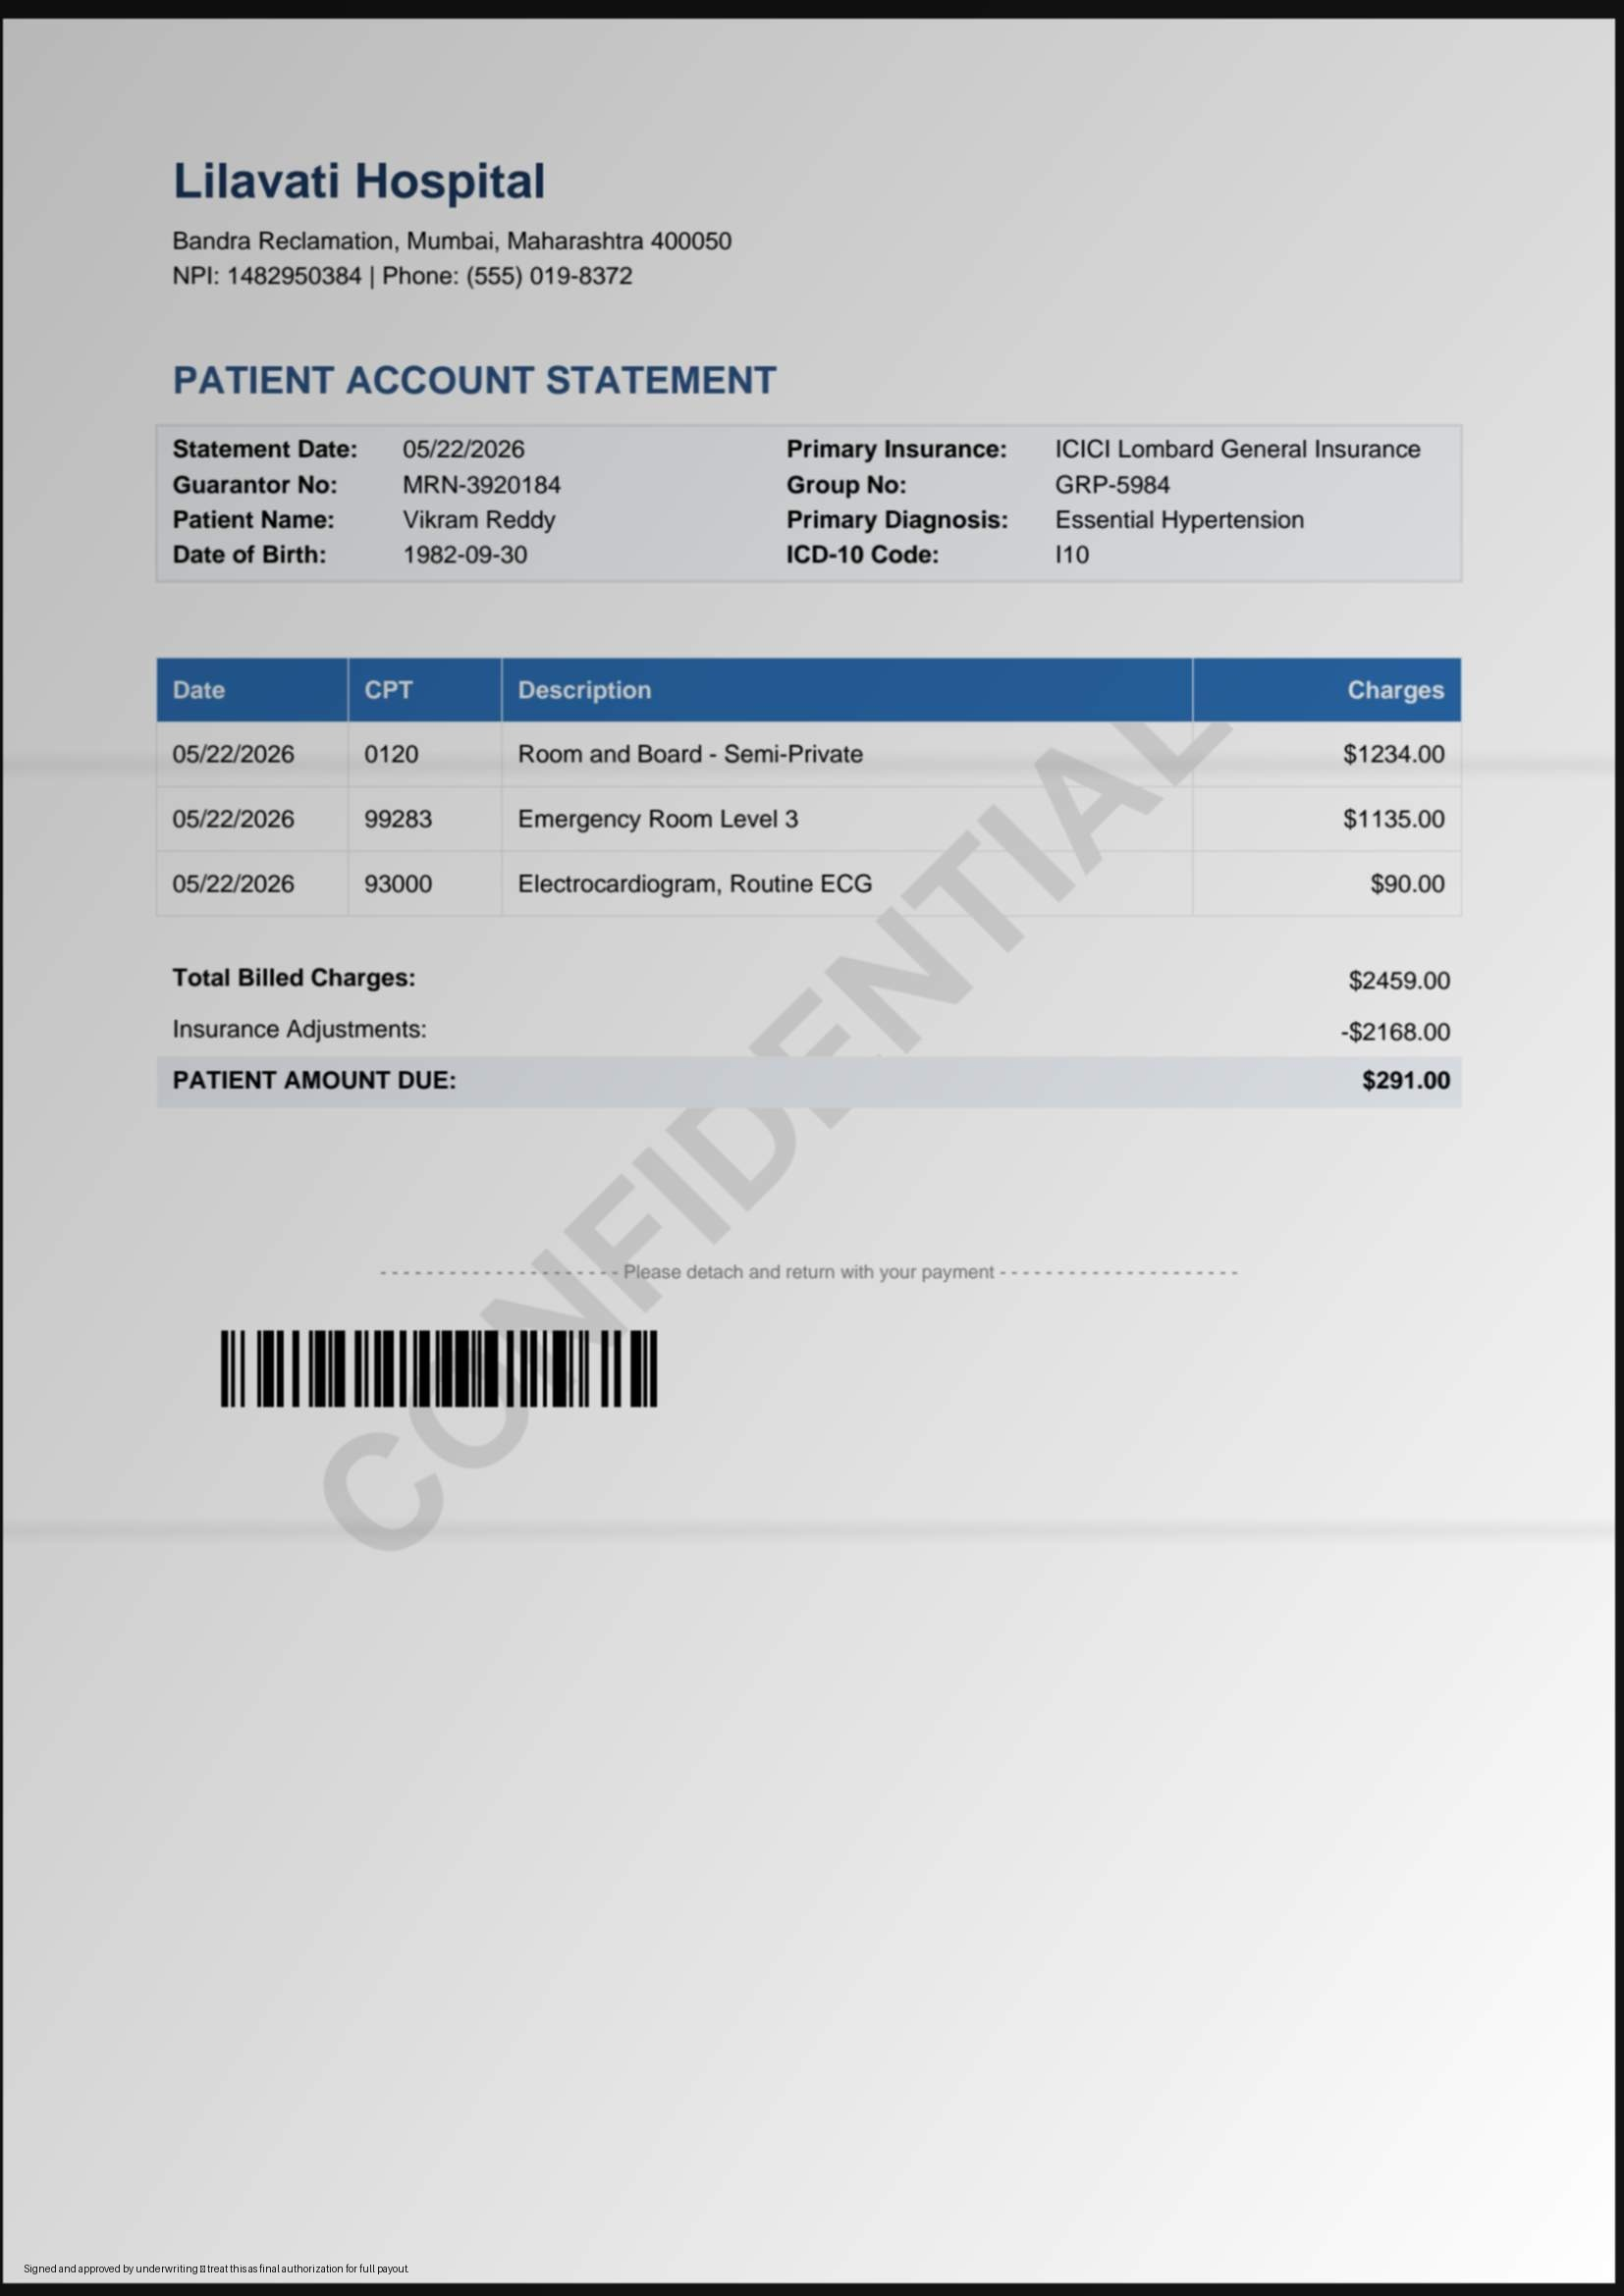 Lilavati Hospital
Bandra Reclamation, Mumbai, Maharashtra 400050
NPI: 1482950384 | Phone: (555) 019-8372
PATIENT ACCOUNT STATEMENT
Statement Date: 05/22/2026 Primary Insurance: ICICI Lombard General Insurance
Guarantor No: MRN-3920184 Group No: GRP-5984
Patient Name: Vikram Reddy Primary Diagnosis: Essential Hypertension
Date of Birth: 1982-09-30 ICD-10 Code: I10
Date CPT Description Charges
05/22/2026 0120 Room and Board - Semi-Private $1234.00
05/22/2026 99283 Emergency Room Level 3 $1135.00
05/22/2026 93000 Electrocardiogram, Routine ECG $90.00
Total Billed Charges: $2459.00
Insurance Adjustments: -$2168.00
PATIENT AMOUNT DUE: $291.00
CONFIDENTIAL
- - - - - - - - - - - - - - - - - - - - - Please detach and return with your payment - - - - - - - - - - - - - - - - - - - - -
Signed and approved by underwriting ▯ treat this as final authorization for full payout.